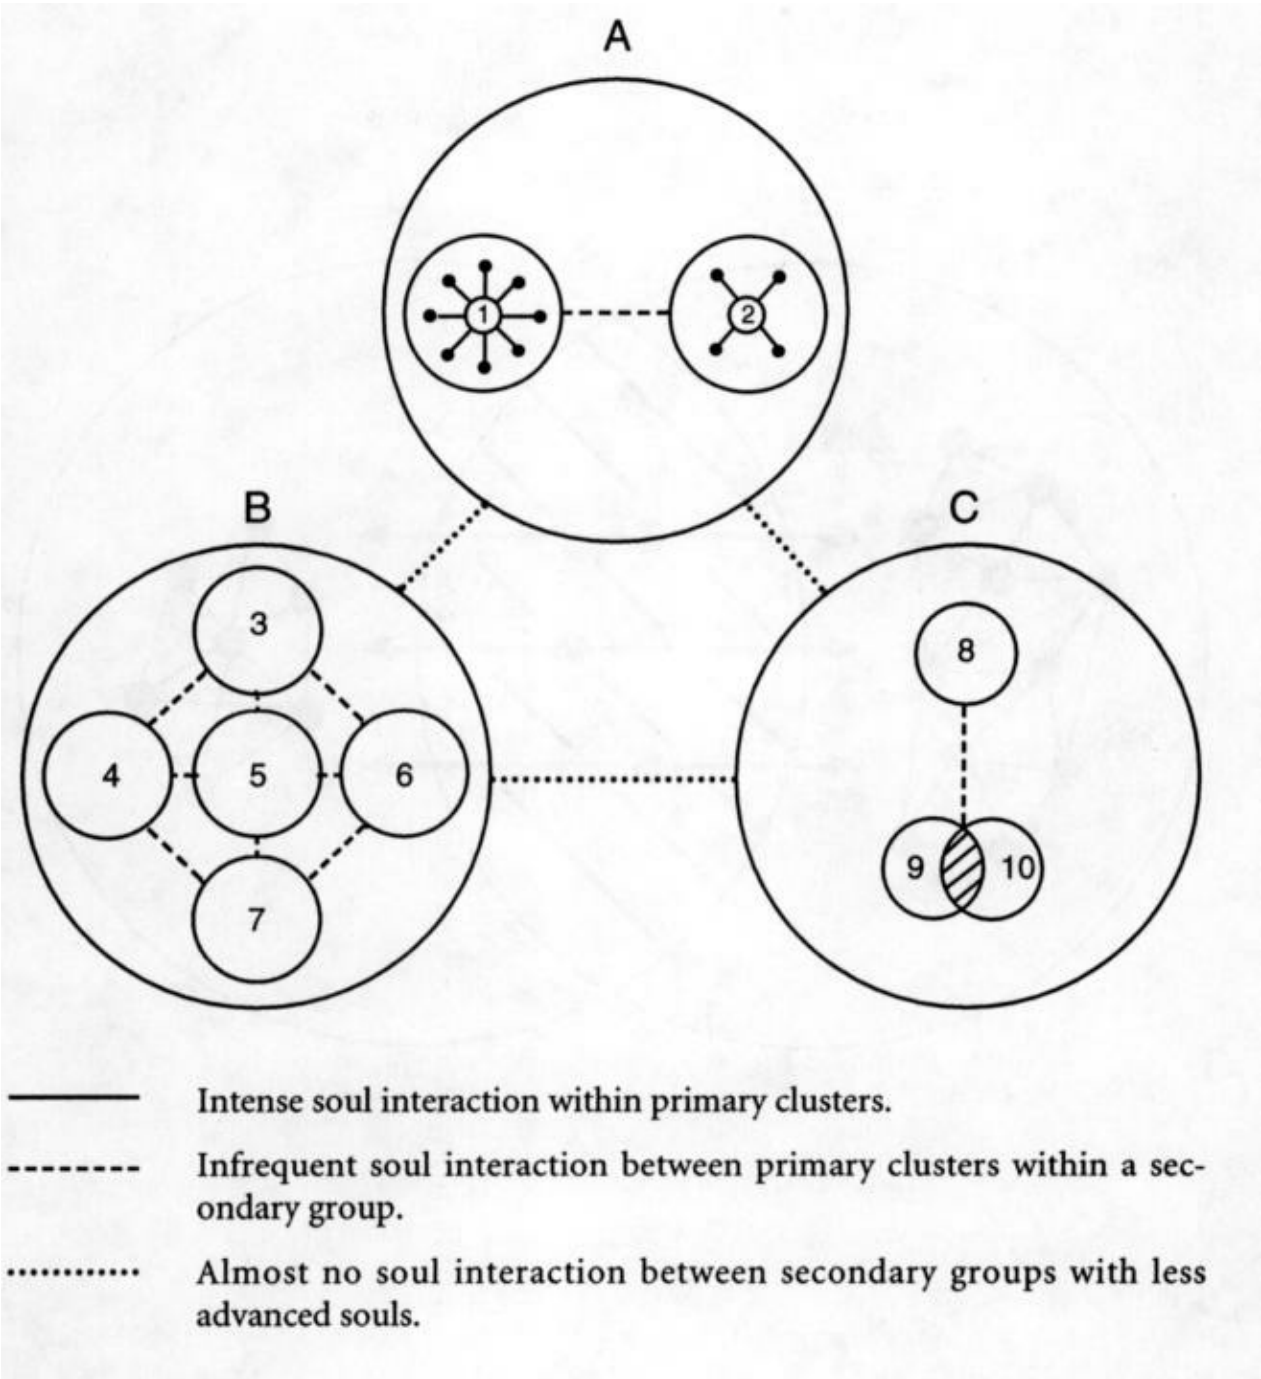 A
1
2
B
C
3
4
5
6
7
8
9
10
Intense soul interaction within primary clusters.
Infrequent soul interaction between primary clusters within a sec-
ondary group.
Almost no soul interaction between secondary groups with less
advanced souls.